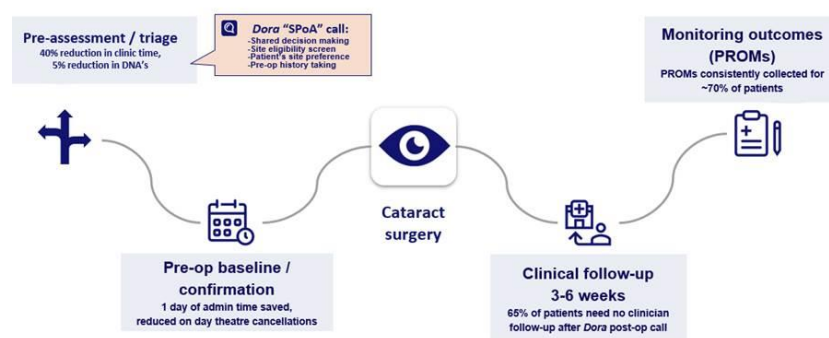 Pre-assessment / triage
40% reduction in clinic time,
5% reduction in DNA's
Dora "SPoA" call:
-Shared decision making
-Site eligibility screen
-Patient's site preference
-Pre-op history taking
Pre-op baseline /
confirmation
1 day of admin time saved,
reduced on day theatre cancellations
Cataract
surgery
Clinical follow-up
3-6 weeks
65% of patients need no clinician
follow-up after Dora post-op call
Monitoring outcomes
(PROMs)
PROMs consistently collected for
~70% of patients